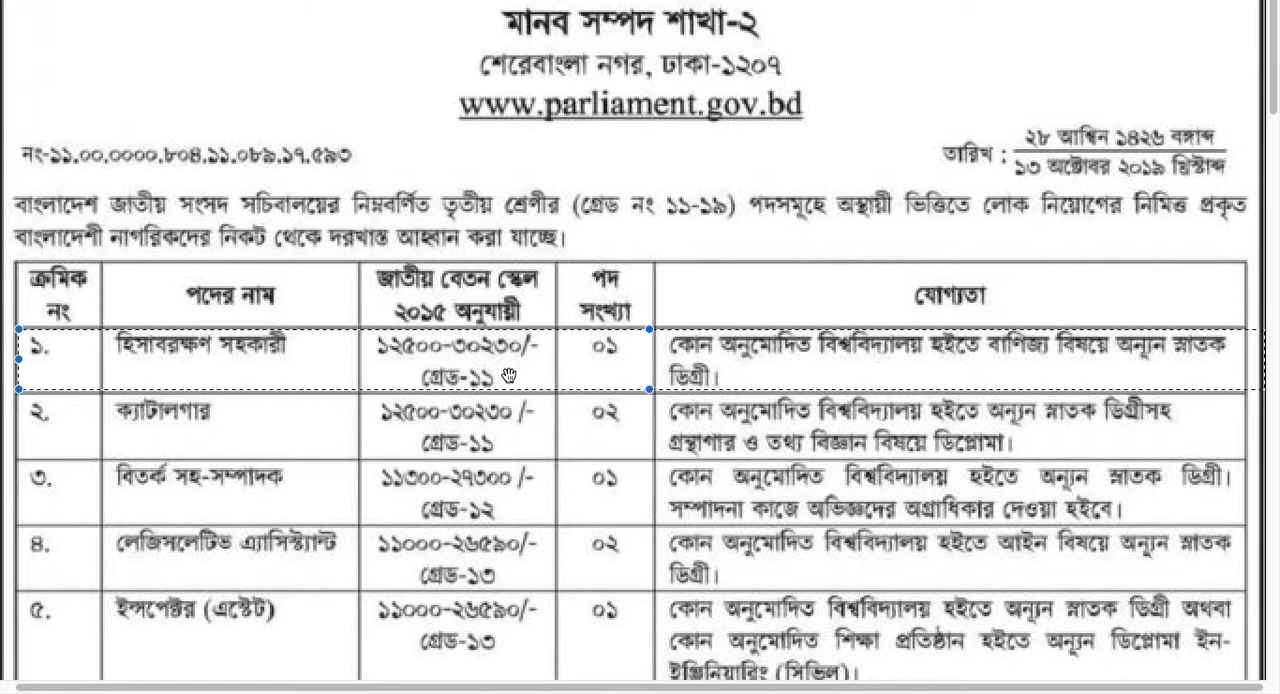 মানব সম্পদ শাখা-২
শেরেবাংলা নগর, ঢাকা-১২০৭
www.parliament.gov.bd
নং-১১.০০.০০০০.৮০৪.১১.০৮৯.১৭.৫৯৩
তারিখ : ২৮ আশ্বিন ১৪২৬ বঙ্গাব্দ
১৩ অক্টোবর ২০১৯ খ্রিস্টাব্দ
বাংলাদেশ জাতীয় সংসদ সচিবালয়ের নিম্নবর্ণিত তৃতীয় শ্রেণীর (গ্রেড নং ১১-১৯) পদসমূহে অস্থায়ী ভিত্তিতে লোক নিয়োগের নিমিত্ত প্রকৃত
বাংলাদেশী নাগরিকদের নিকট থেকে দরখাস্ত আহ্বান করা যাচ্ছে।
ক্রমিক নং পদের নাম জাতীয় বেতন স্কেল ২০১৫ অনুযায়ী পদ সংখ্যা যোগ্যতা
১. হিসাবরক্ষণ সহকারী ১২৫০০-৩০২৩০/- ০১ কোন অনুমোদিত বিশ্ববিদ্যালয় হইতে বাণিজ্য বিষয়ে অন্যূন স্নাতক
গ্রেড-১১ ডিগ্রী।
২. ক্যাটালগার ১২৫০০-৩০২৩০ /- ০২ কোন অনুমোদিত বিশ্ববিদ্যালয় হইতে অন্যূন স্নাতক ডিগ্রীসহ
গ্রেড-১১ গ্রন্থাগার ও তথ্য বিজ্ঞান বিষয়ে ডিপ্লোমা।
৩. বিতর্ক সহ-সম্পাদক ১১৩০০-২৭৩০০ /- ০১ কোন অনুমোদিত বিশ্ববিদ্যালয় হইতে অন্যূন স্নাতক ডিগ্রী।
গ্রেড-১২ সম্পাদনা কাজে অভিজ্ঞদের অগ্রাধিকার দেওয়া হইবে।
৪. লেজিসলেটিভ এ্যাসিস্ট্যান্ট ১১০০০-২৬৫৯০/- ০২ কোন অনুমোদিত বিশ্ববিদ্যালয় হইতে আইন বিষয়ে অন্যূন স্নাতক
গ্রেড-১৩ ডিগ্রী।
৫. ইন্সপেক্টর (এস্টেট) ১১০০০-২৬৫৯০/- ০১ কোন অনুমোদিত বিশ্ববিদ্যালয় হইতে অন্যূন স্নাতক ডিগ্রী অথবা
গ্রেড-১৩ কোন অনুমোদিত শিক্ষা প্রতিষ্ঠান হইতে অন্যূন ডিপ্লোমা ইন-
ইঞ্জিনিয়ারিং (সিভিল)।